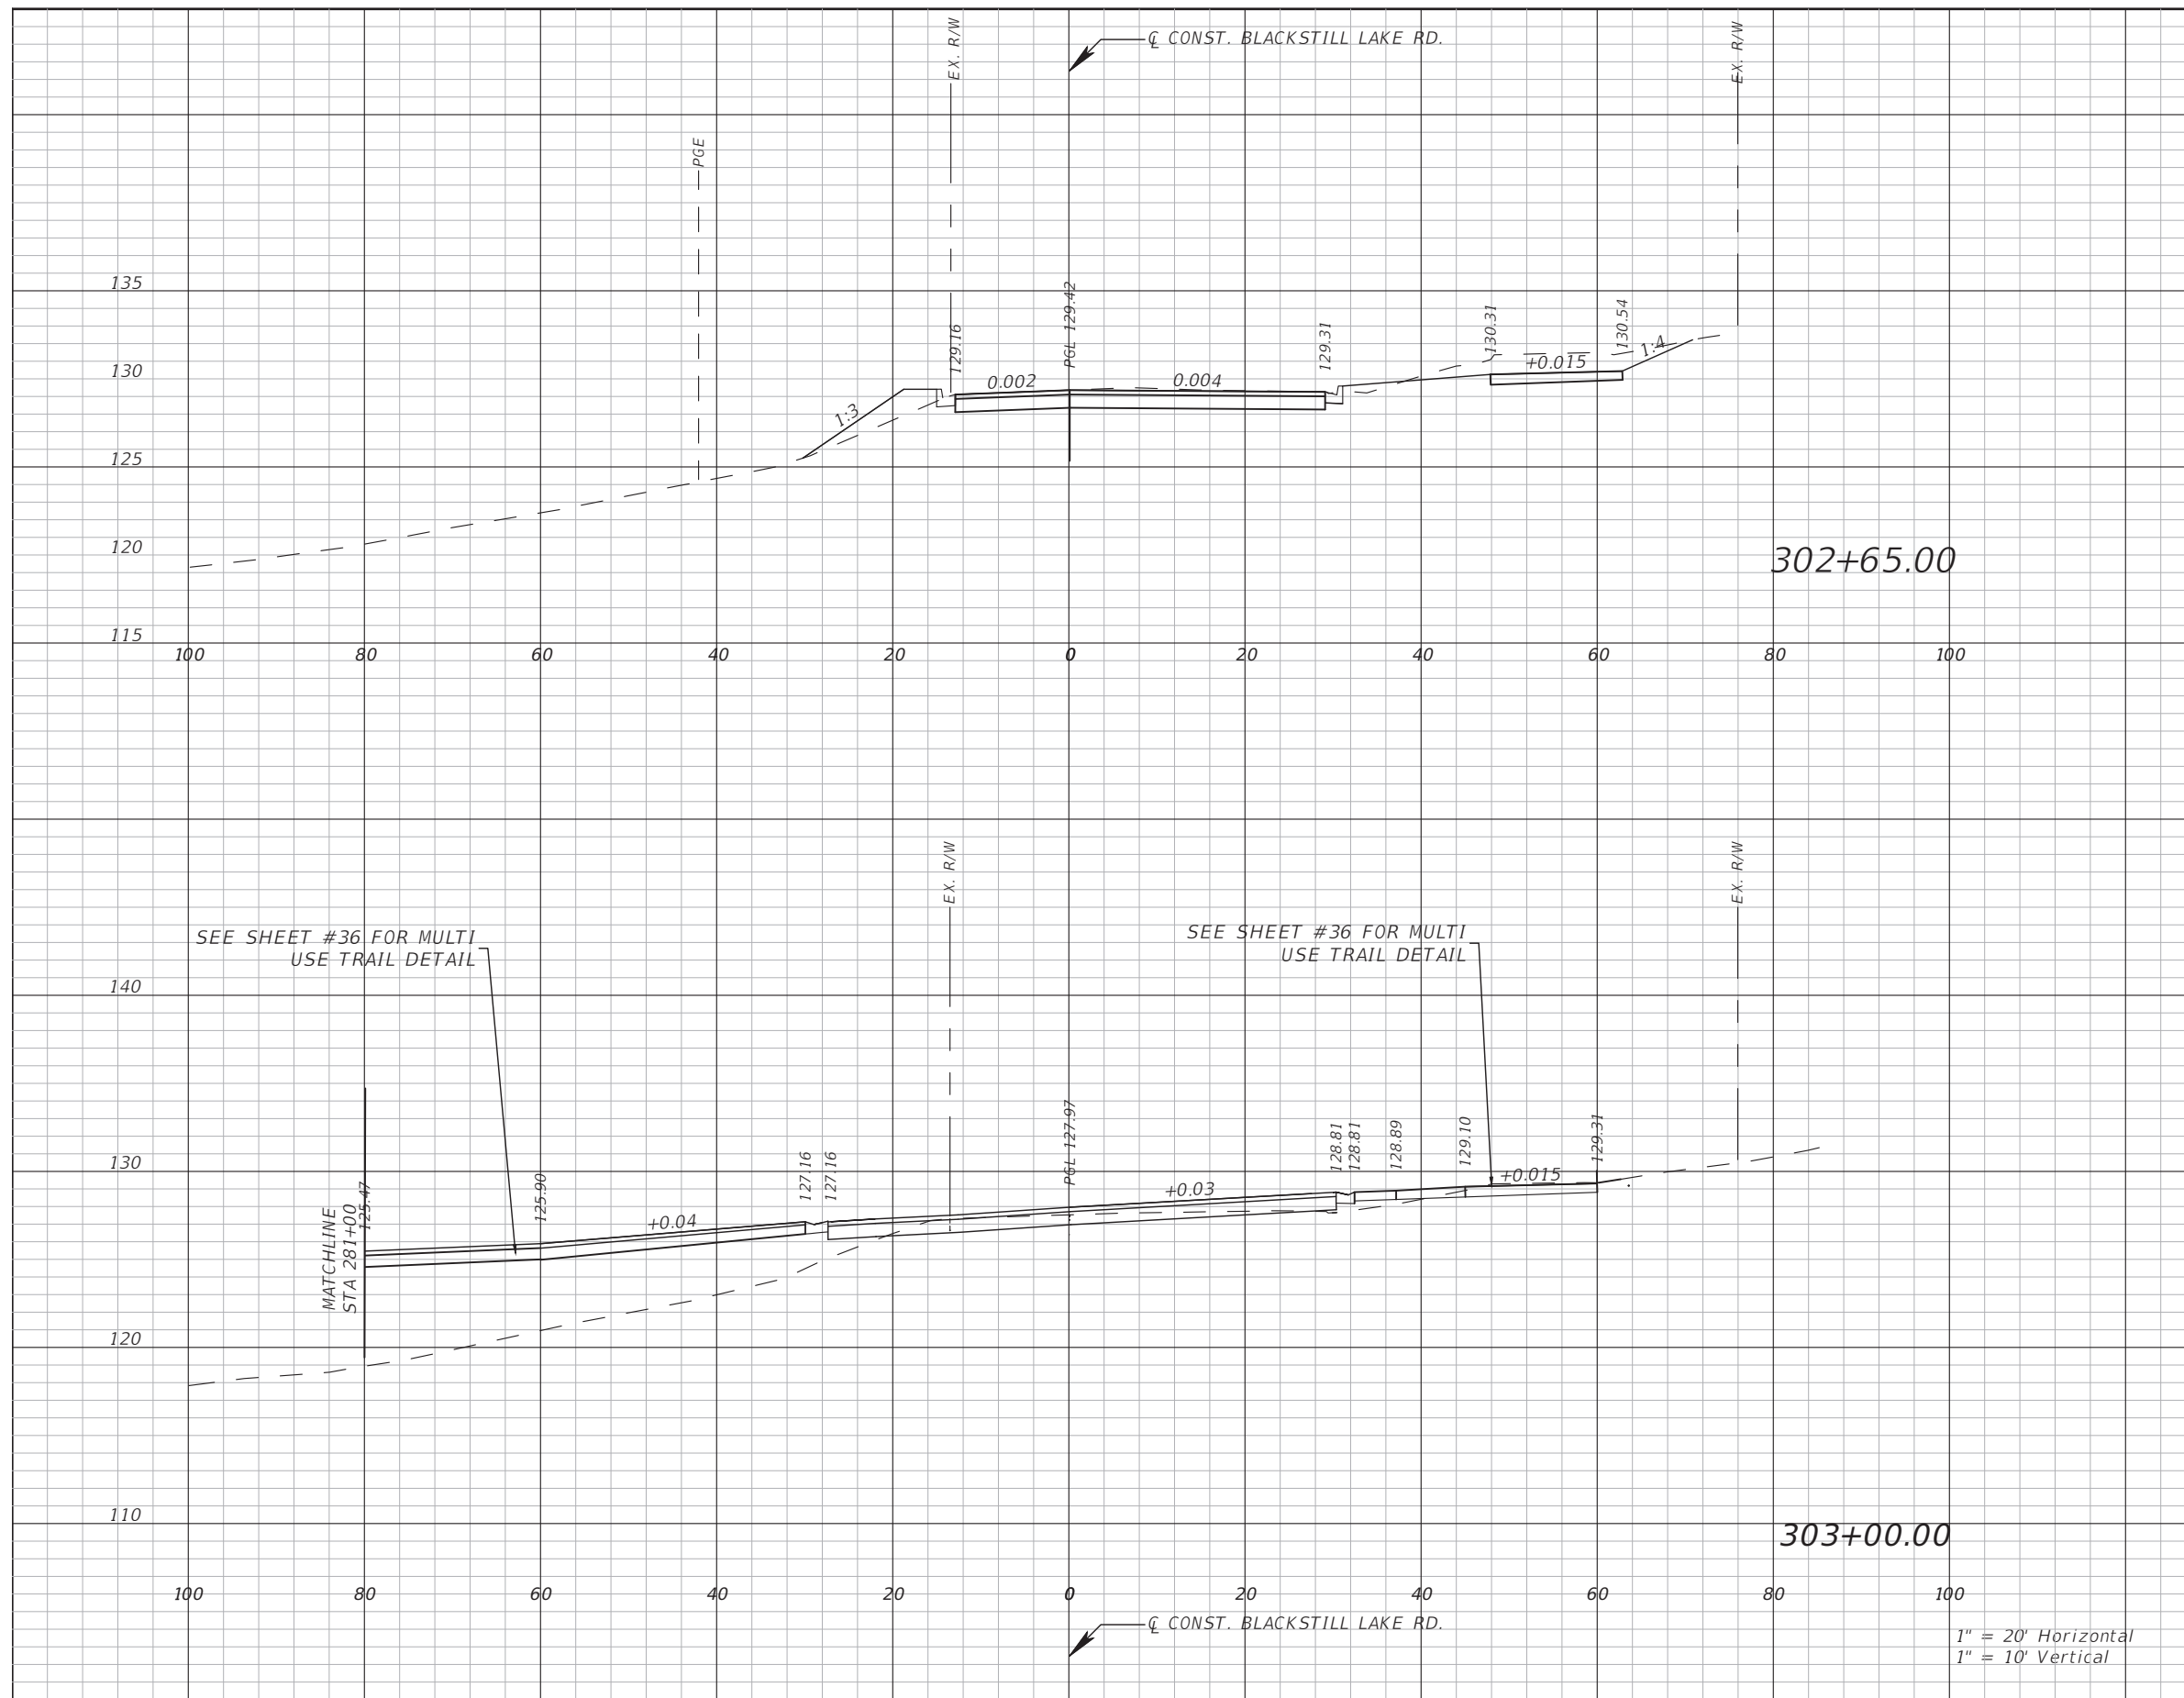 EX. R/W
℄ CONST. BLACKSTILL LAKE RD.
EX. R/W
PGE
135
130
125
120
115
129.16
PGL 129.42
129.31
130.31
130.54
1:3
0.002
0.004
+0.015
1:4
302+65.00
100 80 60 40 20 0 20 40 60 80 100
EX. R/W
EX. R/W
SEE SHEET #36 FOR MULTI
USE TRAIL DETAIL
SEE SHEET #36 FOR MULTI
USE TRAIL DETAIL
140
130
120
110
MATCHLINE
STA 281+00
125.47
125.90
127.16
127.16
PGL 127.97
128.81
128.81
128.89
129.10
129.31
+0.04
+0.03
+0.015
303+00.00
100 80 60 40 20 0 20 40 60 80 100
℄ CONST. BLACKSTILL LAKE RD.
1" = 20' Horizontal
1" = 10' Vertical